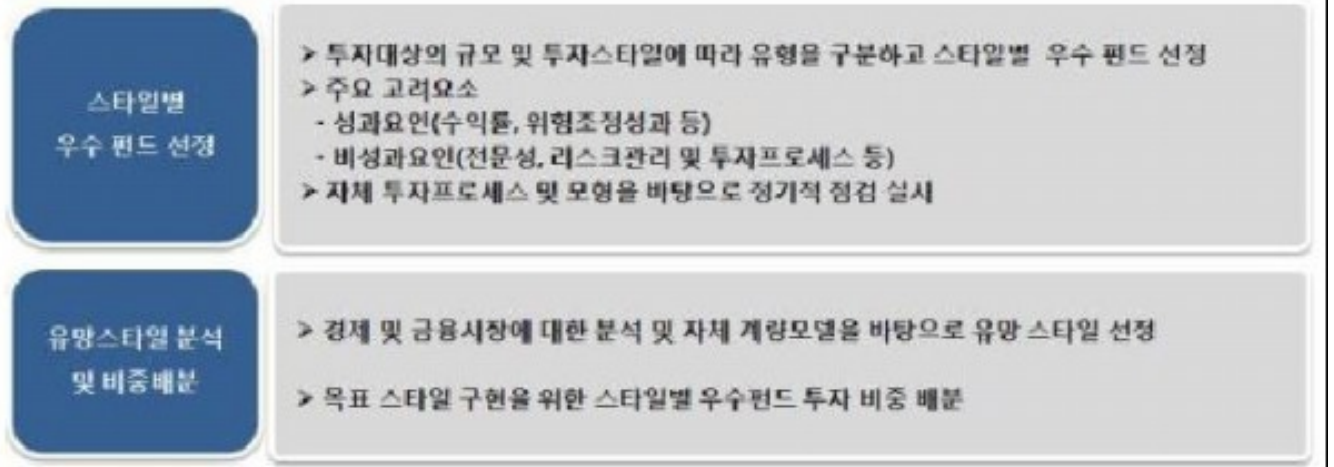 스타일별
우수 펀드 선정
➢ 투자대상의 규모 및 투자스타일에 따라 유형을 구분하고 스타일별 우수 펀드 선정
➢ 주요 고려요소
- 성과요인(수익률, 위험조정성과 등)
- 비성과요인(전문성, 리스크관리 및 투자프로세스 등)
➢ 자체 투자프로세스 및 모형을 바탕으로 정기적 점검 실시
유망스타일 분석
및 비중배분
➢ 경제 및 금융시장에 대한 분석 및 자체 계량모델을 바탕으로 유망 스타일 선정
➢ 목표 스타일 구현을 위한 스타일별 우수펀드 투자 비중 배분